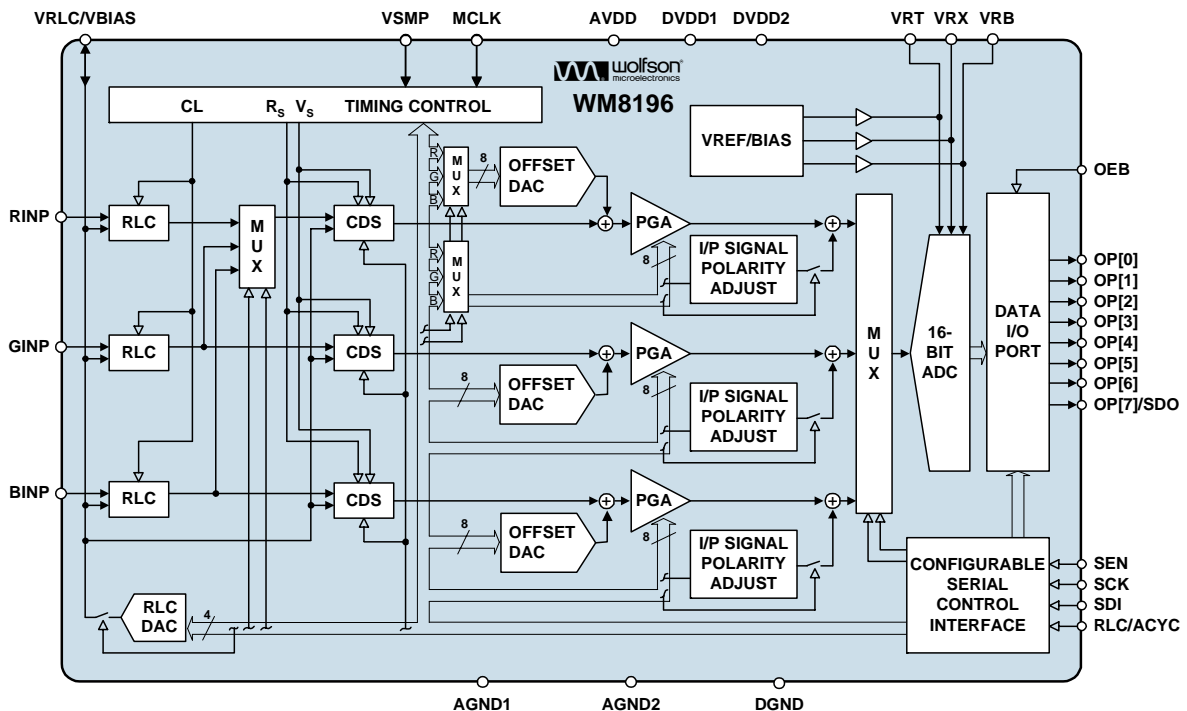 VRLC/VBIAS VSMP MCLK AVDD DVDD1 DVDD2 VRT VRX VRB
wolfson
microelectronics
WM8196
CL RS VS TIMING CONTROL
VREF/BIAS
OEB
R
G
B
MUX
8
OFFSET
DAC
RINP
RLC
MUX
CDS
PGA
8
I/P SIGNAL
POLARITY
ADJUST
R
G
B
MUX
MUX
16-
BIT
ADC
DATA
I/O
PORT
OP[0]
OP[1]
OP[2]
OP[3]
OP[4]
OP[5]
OP[6]
OP[7]/SDO
GINP
RLC
CDS
8
OFFSET
DAC
PGA
8
I/P SIGNAL
POLARITY
ADJUST
BINP
RLC
CDS
8
OFFSET
DAC
PGA
8
I/P SIGNAL
POLARITY
ADJUST
CONFIGURABLE
SERIAL
CONTROL
INTERFACE
SEN
SCK
SDI
RLC/ACYC
RLC
DAC
4
AGND1 AGND2 DGND